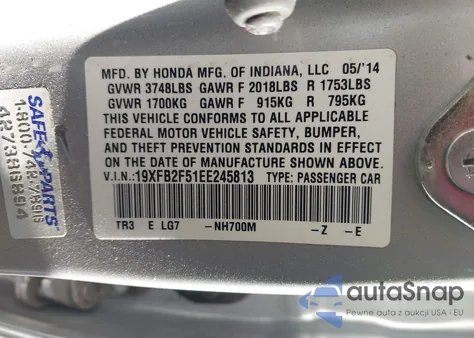 MFD. BY HONDA MFG. OF INDIANA, LLC 05/'14
GVWR 3748LBS GAWR F 2018LBS R 1753LBS
GVWR 1700KG GAWR F 915KG R 795KG
THIS VEHICLE CONFORMS TO ALL APPLICABLE
FEDERAL MOTOR VEHICLE SAFETY, BUMPER,
AND THEFT PREVENTION STANDARDS IN EFFECT
ON THE DATE OF MANUFACTURE SHOWN ABOVE.
V.I.N.:19XFB2F51EE245813 TYPE: PASSENGER CAR
TR3 E LG7 -NH700M -Z -E
SAFE PARTS
autoSnap
Pewne auta z aukcji USA i EU